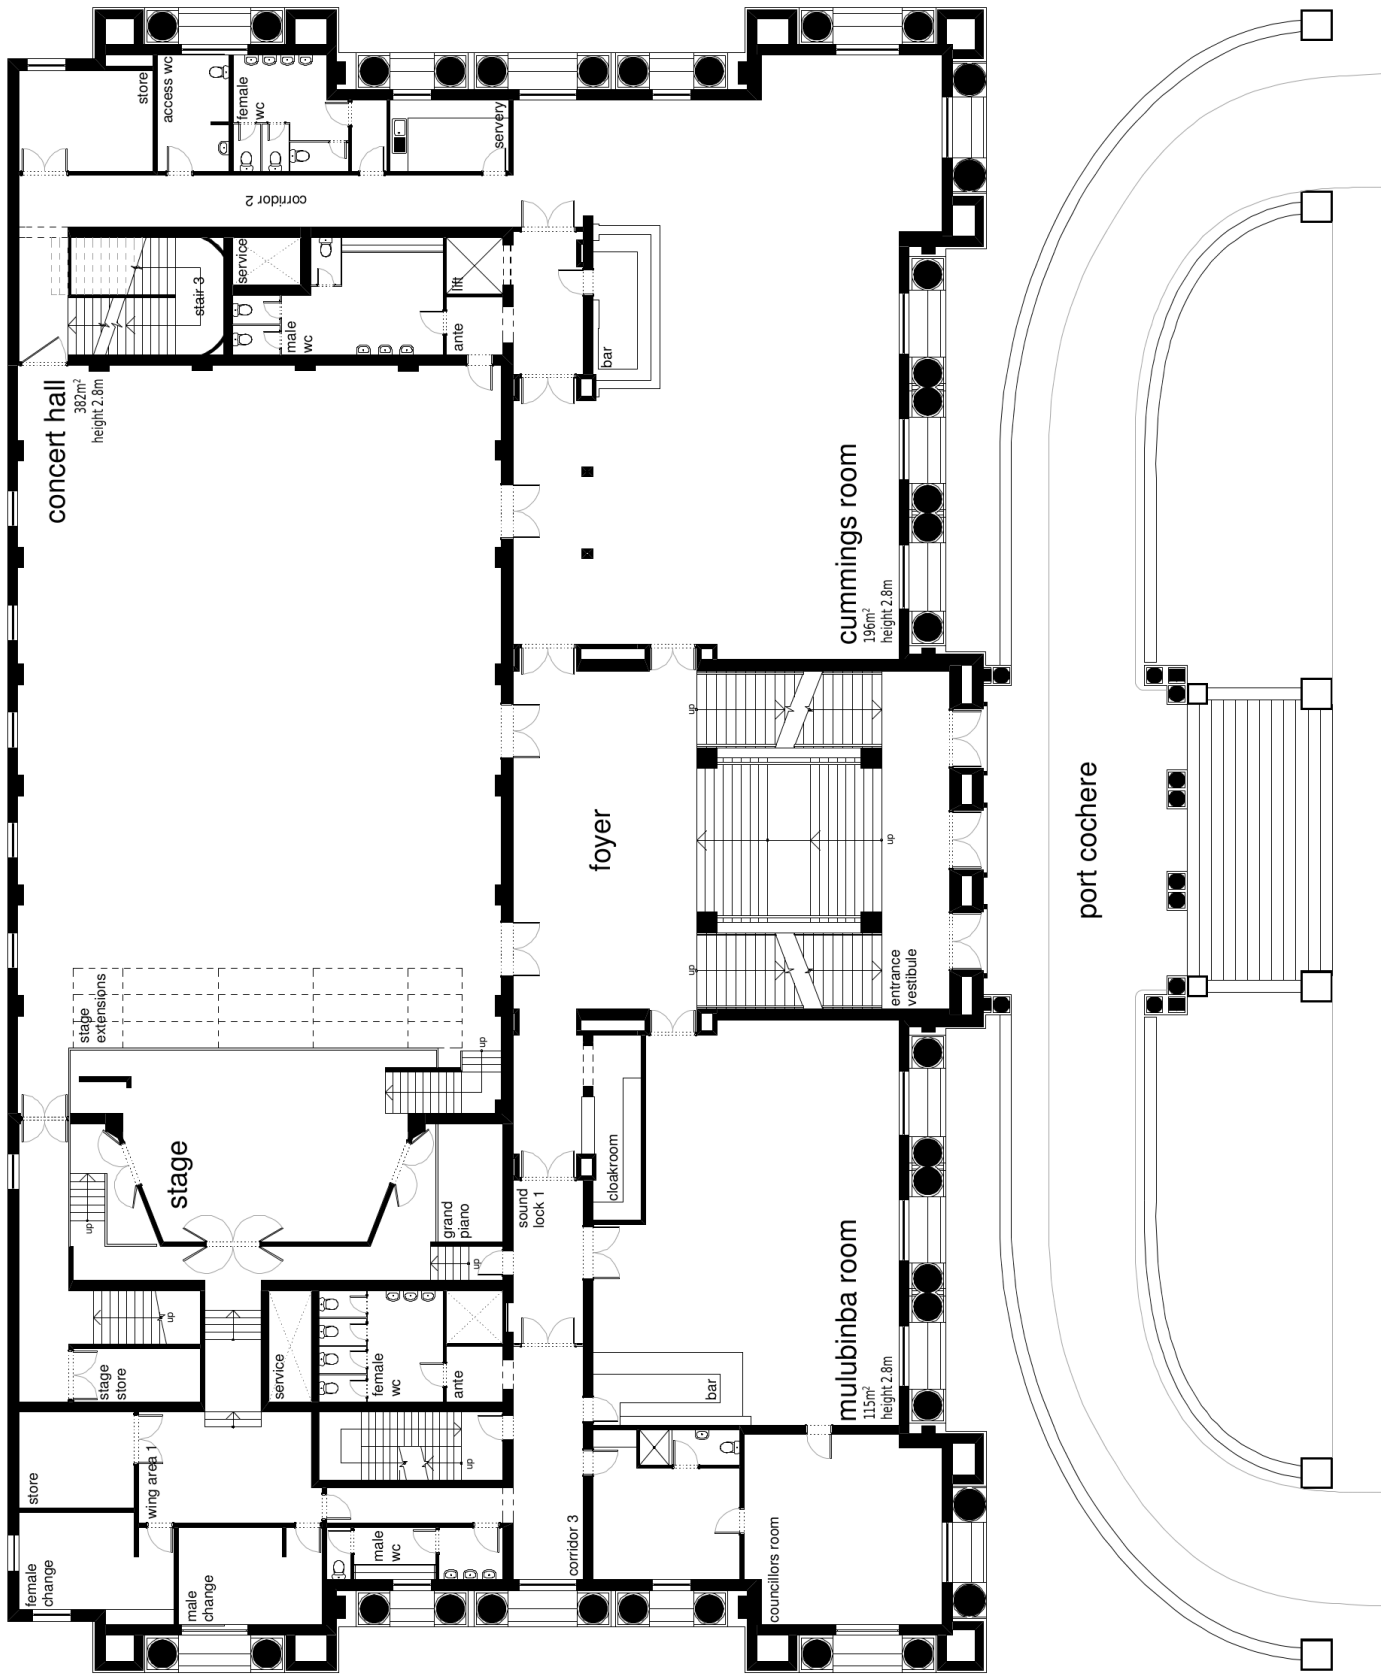 store
access wc
female
wc
servery
corridor 2
stair 3
service
male
wc
lift
ante
bar
concert hall
382m²
height 2.8m
cummings room
196m²
height 2.8m
up
up
up
foyer
entrance
vestibule
port cochere
stage
extensions
up
stage
up
grand
piano
up
sound
lock 1
cloakroom
up
stage
store
service
female
wc
ante
bar
mulubinba room
115m²
height 2.8m
store
wing area 1
up
female
change
male
change
male
wc
corridor 3
councillors room